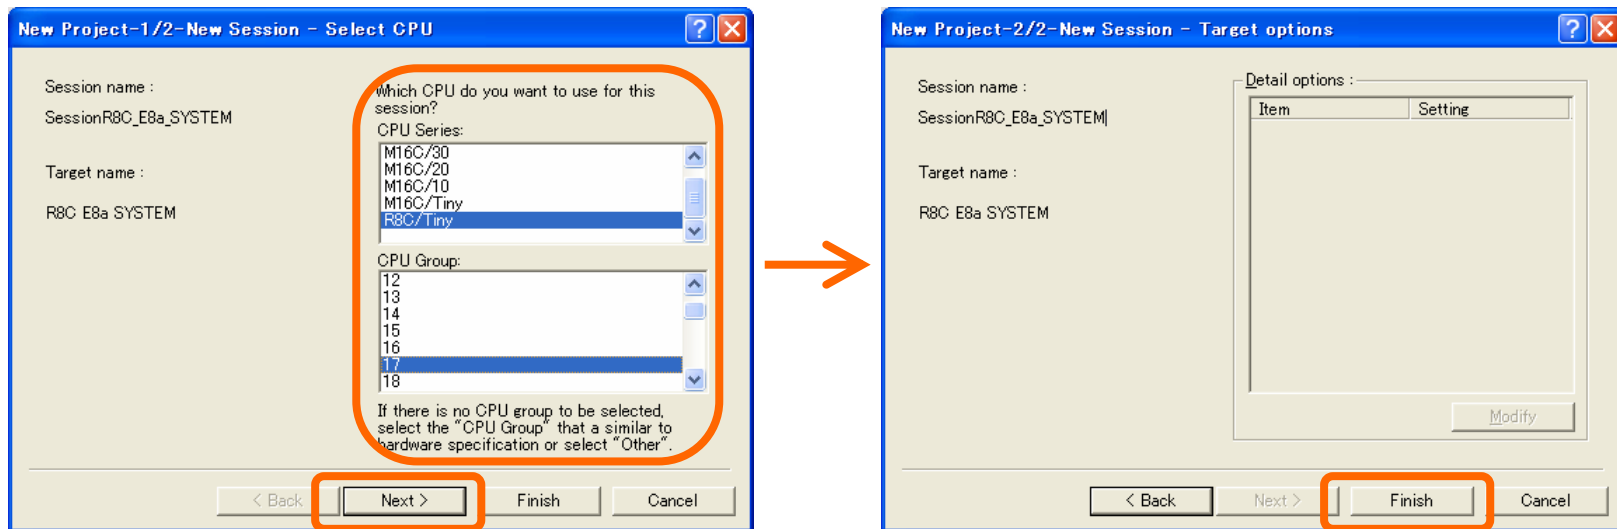 New Project-1/2-New Session - Select CPU
Session name :
SessionR8C_E8a_SYSTEM
Target name :
R8C E8a SYSTEM
Which CPU do you want to use for this
session?
CPU Series:
M16C/30
M16C/20
M16C/10
M16C/Tiny
R8C/Tiny
CPU Group:
12
13
14
15
16
17
18
If there is no CPU group to be selected,
select the "CPU Group" that a similar to
hardware specification or select "Other".
< Back
Next >
Finish
Cancel
New Project-2/2-New Session - Target options
Session name :
SessionR8C_E8a_SYSTEM
Target name :
R8C E8a SYSTEM
Detail options :
Item Setting
Modify
< Back
Next >
Finish
Cancel